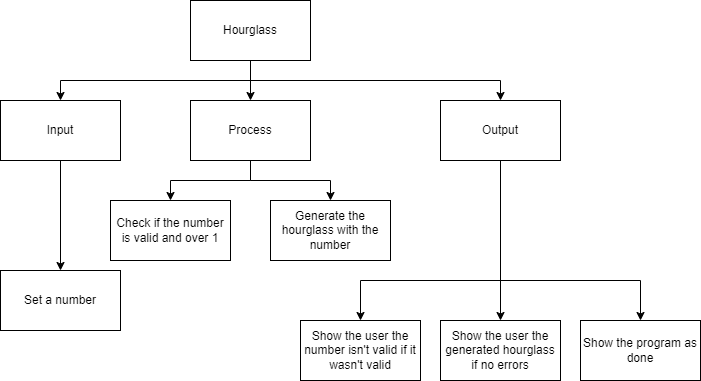 Hourglass
Input
Process
Output
Check if the number
is valid and over 1
Generate the
hourglass with the
number
Set a number
Show the user the
number isn't valid if it
wasn't valid
Show the user the
generated hourglass
if no errors
Show the program as
done